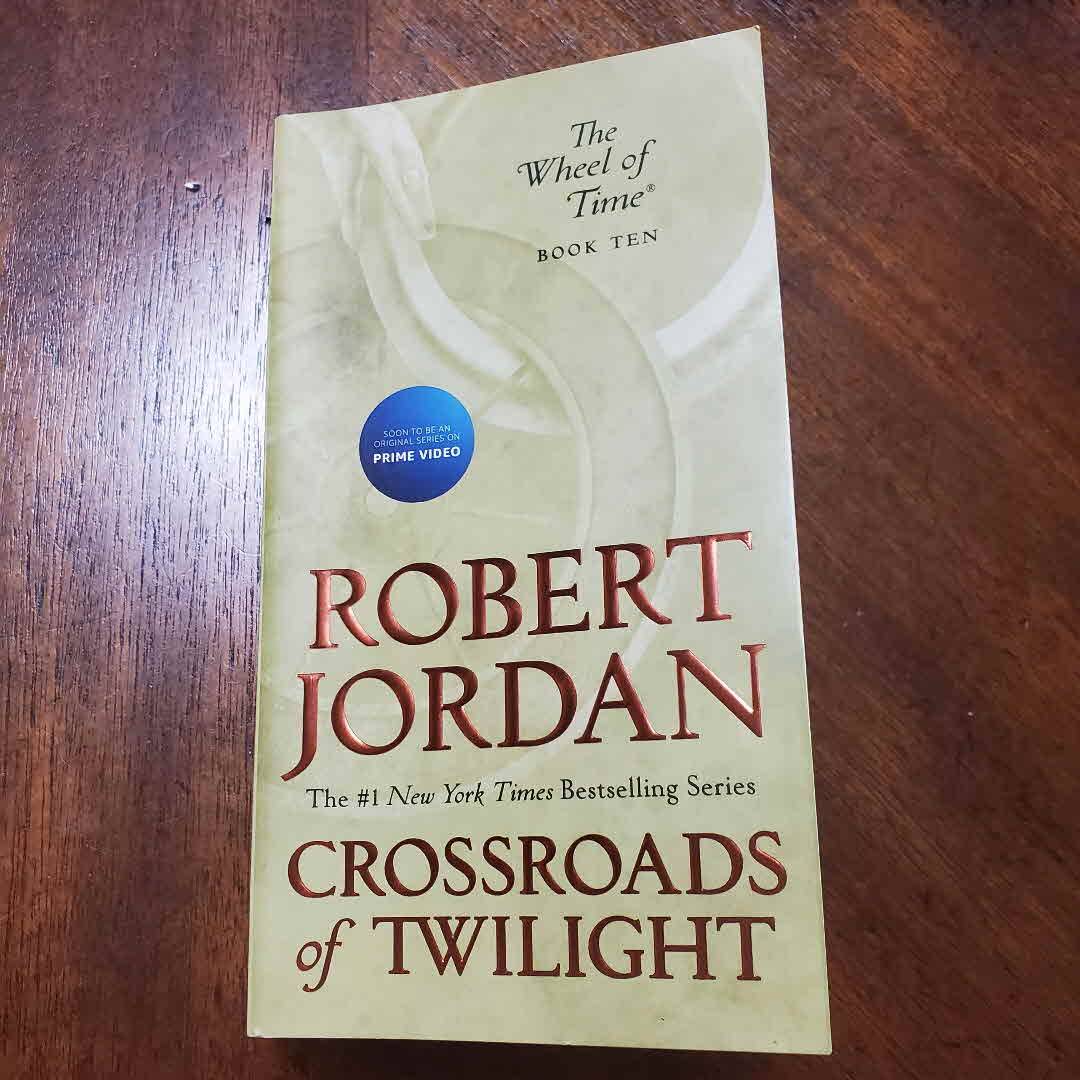 The
Wheel of
Time®
BOOK TEN
SOON TO BE AN
ORIGINAL SERIES ON
PRIME VIDEO
ROBERT
JORDAN
The #1 New York Times Bestselling Series
CROSSROADS
of TWILIGHT